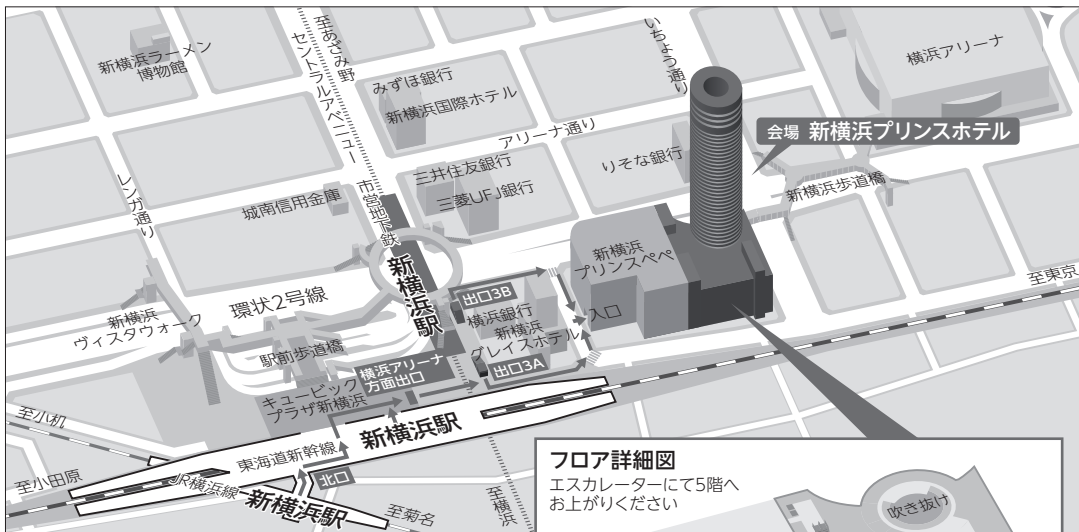 新横浜ラーメン
博物館
至あざみ野
セントラルアベニュー
みずほ銀行
新横浜国際ホテル
いちょう通り
横浜アリーナ
アリーナ通り
会場 新横浜プリンスホテル
りそな銀行
三井住友銀行
三菱UFJ銀行
新横浜歩道橋
レンガ通り
城南信用金庫
市営地下鉄
新横浜駅
新横浜
プリンスペペ
至東京
環状2号線
新横浜
ヴィスタウォーク
出口3B
横浜銀行
新横浜
グレイスホテル
入口
駅前歩道橋
横浜アリーナ
方面出口
出口3A
キュービック
プラザ新横浜
至小机
新横浜駅
東海道新幹線
至小田原
JR横浜線
北口
新横浜駅
至菊名
至横浜
フロア詳細図
エスカレーターにて5階へ
お上がりください
吹き抜け